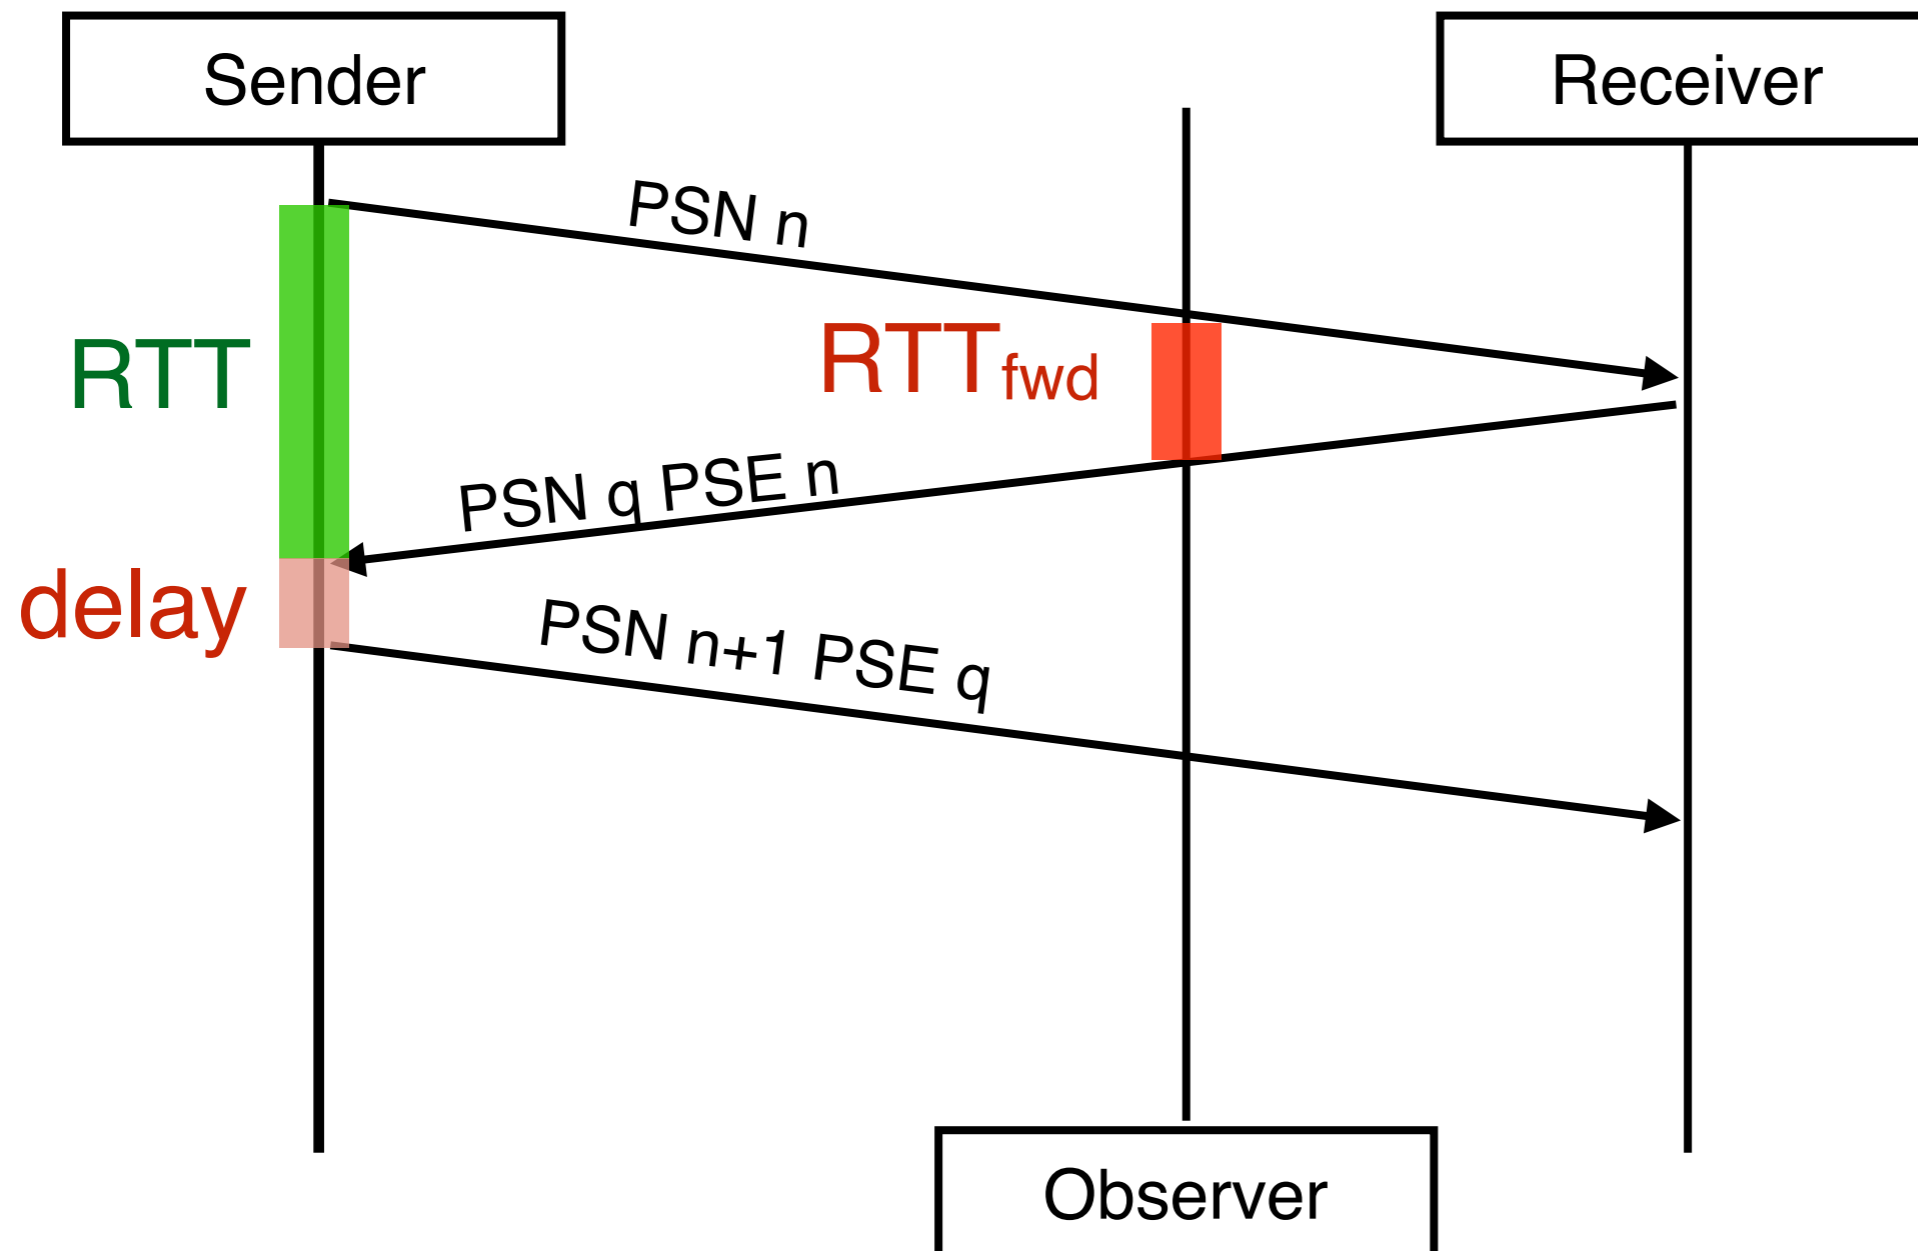 Sender
Receiver
PSN n
RTT
RTTfwd
PSN q PSE n
delay
PSN n+1 PSE q
Observer